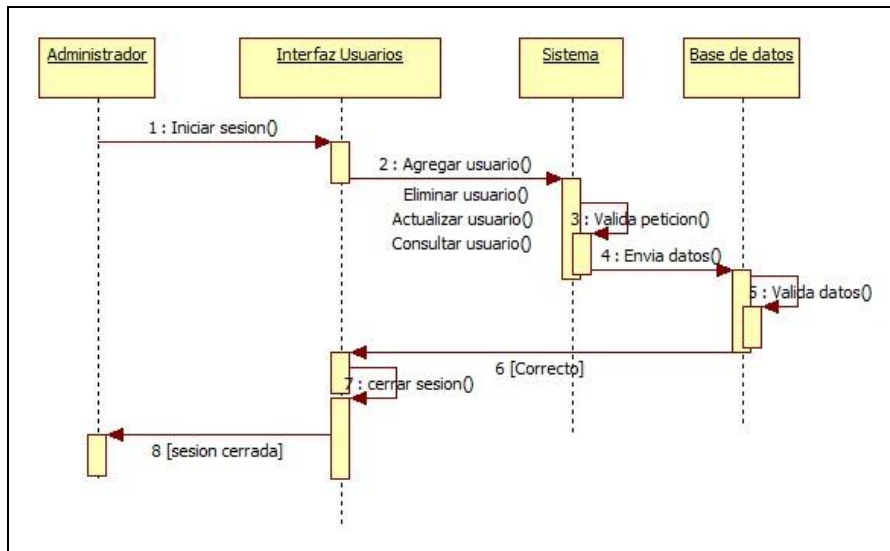 Administrador
Interfaz Usuarios
Sistema
Base de datos
1 : Iniciar sesion()
2 : Agregar usuario()
Eliminar usuario()
Actualizar usuario()
Consultar usuario()
3 : Valida peticion()
4 : Envia datos()
5 : Valida datos()
6 [Correcto]
7 : cerrar sesion()
8 [sesion cerrada]